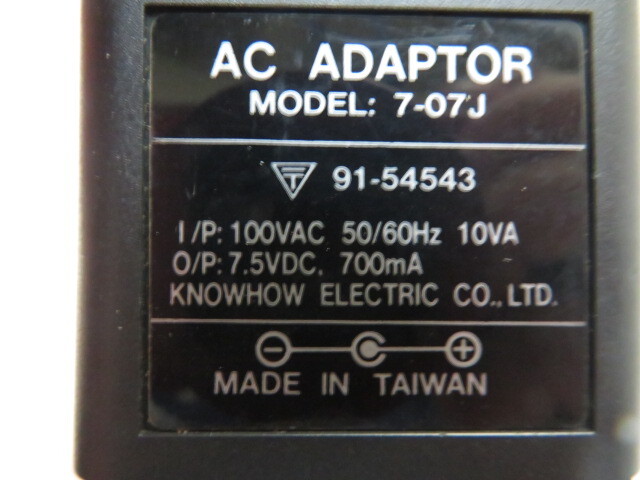 AC ADAPTOR
MODEL: 7-07J
91-54543
I/P: 100VAC 50/60Hz 10VA
O/P: 7.5VDC. 700mA
KNOWHOW ELECTRIC CO., LTD.
MADE IN TAIWAN